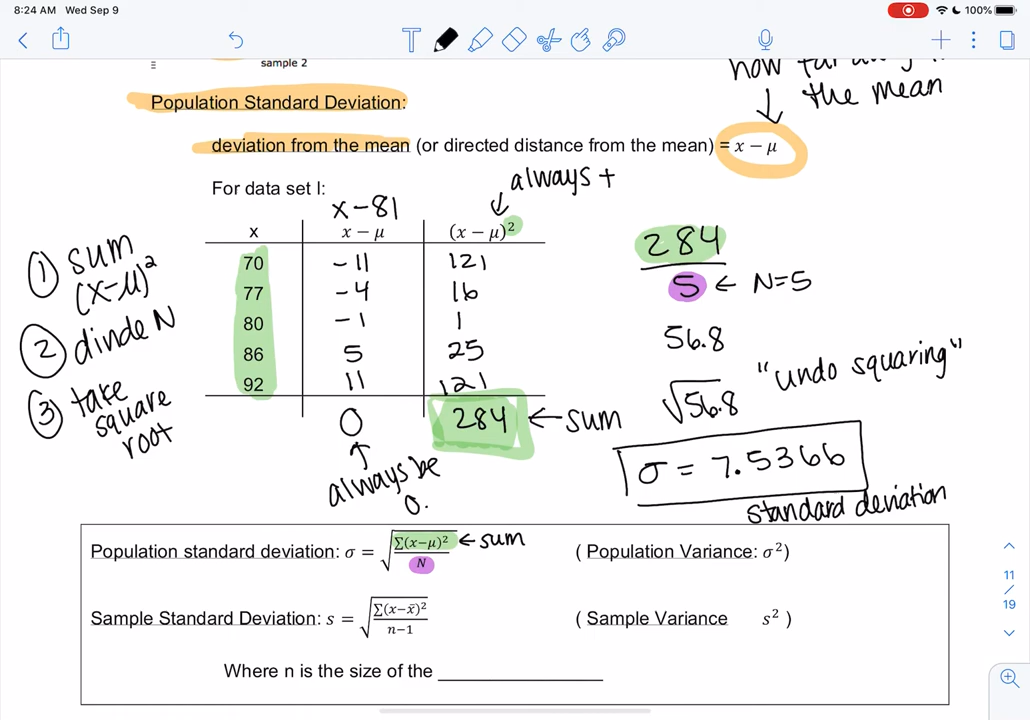 8:24 AM Wed Sep 9
100%
sample 2
how far away
the mean
Population Standard Deviation:
deviation from the mean (or directed distance from the mean) = x − μ
For data set I:
always +
x−81
x x − μ (x − μ)²
70 −11 121
77 −4 16
80 −1 1
86 5 25
92 11 121
0 284 ← sum
always be
0.
① sum
(x−μ)²
② divide N
③ take
square
root
284
5 ← N=5
56.8
√56.8
"undo squaring"
σ = 7.5366
standard deviation
Population standard deviation: σ = √(Σ(x−μ)²/N) ← sum ( Population Variance: σ²)
Sample Standard Deviation: s = √(Σ(x−x̄)²/n−1) ( Sample Variance s² )
Where n is the size of the ____________
11
/
19